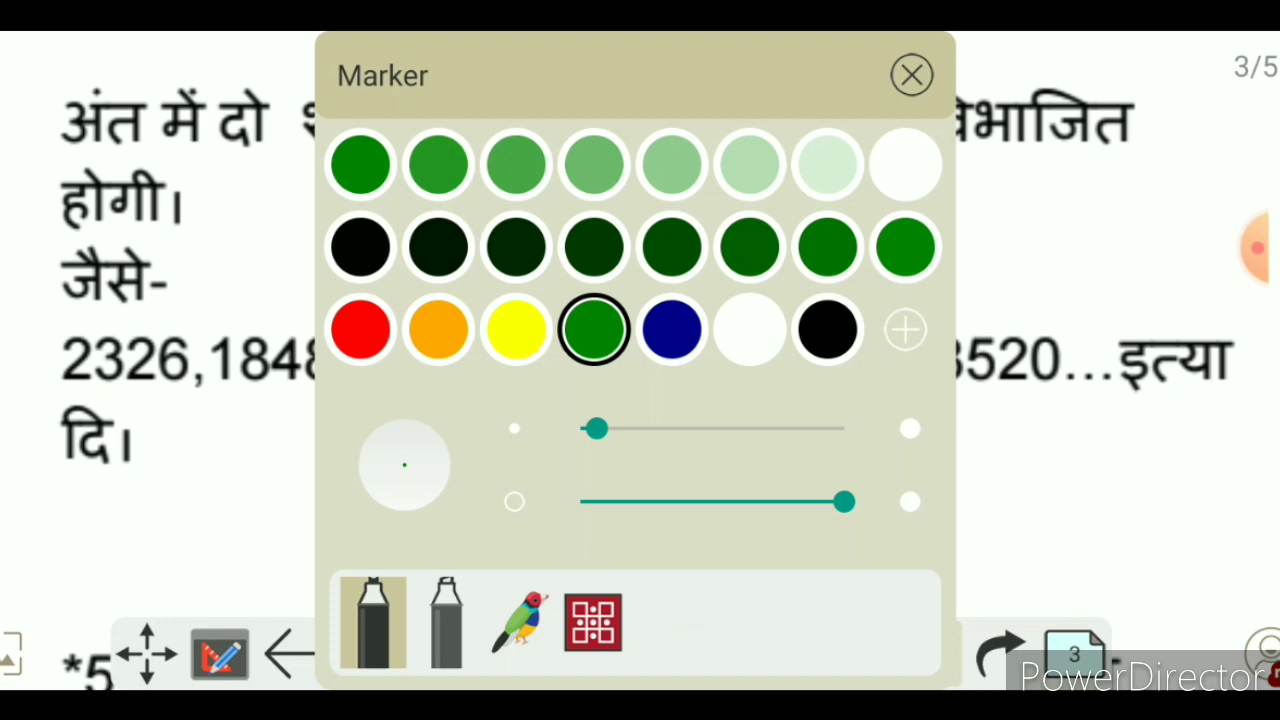 Marker
3/5
अंत में दो
विभाजित
होगी।
जैसे-
2326,1848
3520...इत्या
दि।
*5
3
PowerDirector